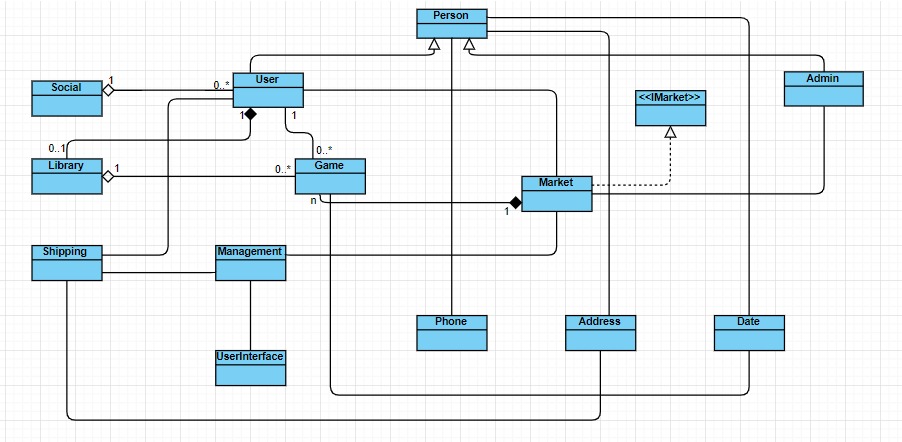 Person
Social
1
0..*
User
Admin
<<IMarket>>
1
1
0..1
0..*
Library
1
0..*
Game
Market
n
1
Shipping
Management
Phone
Address
Date
UserInterface